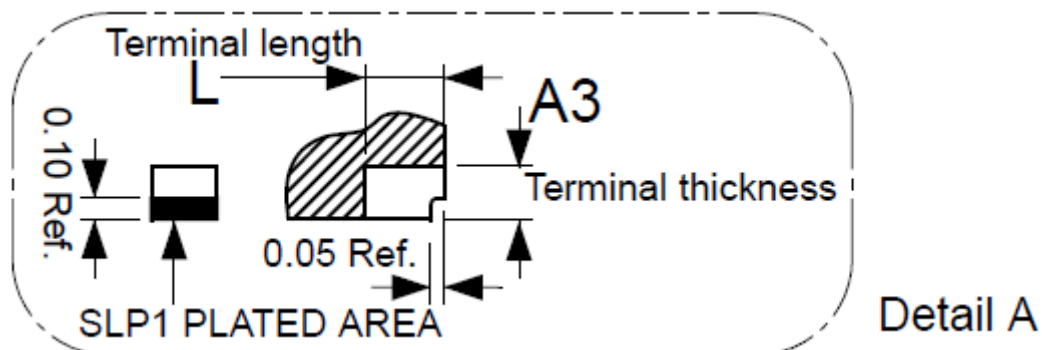 Terminal length
L
A3
0.10 Ref.
Terminal thickness
0.05 Ref.
SLP1 PLATED AREA
Detail A